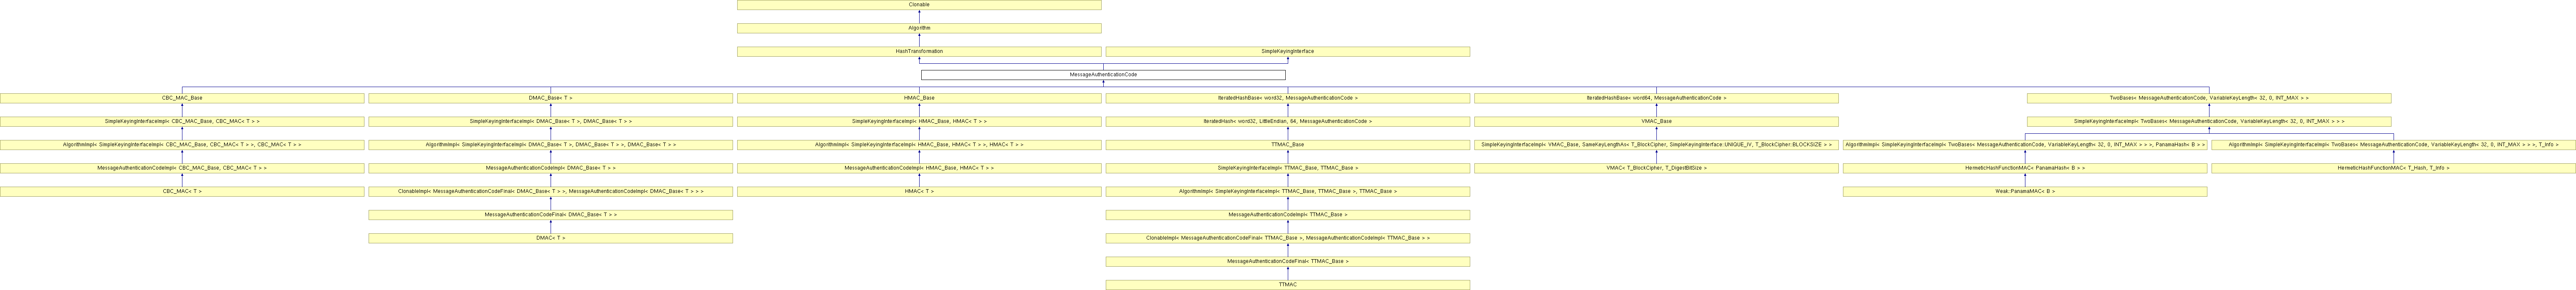 Clonable
Algorithm
HashTransformation
SimpleKeyingInterface
MessageAuthenticationCode
CBC_MAC_Base
DMAC_Base< T >
HMAC_Base
IteratedHashBase< word32, MessageAuthenticationCode >
IteratedHashBase< word64, MessageAuthenticationCode >
TwoBases< MessageAuthenticationCode, VariableKeyLength< 32, 0, INT_MAX > >
SimpleKeyingInterfaceImpl< CBC_MAC_Base, CBC_MAC< T > >
SimpleKeyingInterfaceImpl< DMAC_Base< T >, DMAC_Base< T > >
SimpleKeyingInterfaceImpl< HMAC_Base, HMAC< T > >
IteratedHash< word32, LittleEndian, 64, MessageAuthenticationCode >
VMAC_Base
SimpleKeyingInterfaceImpl< TwoBases< MessageAuthenticationCode, VariableKeyLength< 32, 0, INT_MAX > > >
AlgorithmImpl< SimpleKeyingInterfaceImpl< CBC_MAC_Base, CBC_MAC< T > >, CBC_MAC< T > >
AlgorithmImpl< SimpleKeyingInterfaceImpl< DMAC_Base< T >, DMAC_Base< T > >, DMAC_Base< T > >
AlgorithmImpl< SimpleKeyingInterfaceImpl< HMAC_Base, HMAC< T > >, HMAC< T > >
TTMAC_Base
SimpleKeyingInterfaceImpl< VMAC_Base, SameKeyLengthAs< T_BlockCipher, SimpleKeyingInterface::UNIQUE_IV, T_BlockCipher::BLOCKSIZE > >
AlgorithmImpl< SimpleKeyingInterfaceImpl< TwoBases< MessageAuthenticationCode, VariableKeyLength< 32, 0, INT_MAX > > >, PanamaHash< B > >
AlgorithmImpl< SimpleKeyingInterfaceImpl< TwoBases< MessageAuthenticationCode, VariableKeyLength< 32, 0, INT_MAX > > >, T_Info >
MessageAuthenticationCodeImpl< CBC_MAC_Base, CBC_MAC< T > >
MessageAuthenticationCodeImpl< DMAC_Base< T > >
MessageAuthenticationCodeImpl< HMAC_Base, HMAC< T > >
SimpleKeyingInterfaceImpl< TTMAC_Base, TTMAC_Base >
VMAC< T_BlockCipher, T_DigestBitSize >
HermeticHashFunctionMAC< PanamaHash< B > >
HermeticHashFunctionMAC< T_Hash, T_Info >
CBC_MAC< T >
ClonableImpl< MessageAuthenticationCodeFinal< DMAC_Base< T > >, MessageAuthenticationCodeImpl< DMAC_Base< T > > >
HMAC< T >
AlgorithmImpl< SimpleKeyingInterfaceImpl< TTMAC_Base, TTMAC_Base >, TTMAC_Base >
Weak::PanamaMAC< B >
MessageAuthenticationCodeFinal< DMAC_Base< T > >
MessageAuthenticationCodeImpl< TTMAC_Base >
DMAC< T >
ClonableImpl< MessageAuthenticationCodeFinal< TTMAC_Base >, MessageAuthenticationCodeImpl< TTMAC_Base > >
MessageAuthenticationCodeFinal< TTMAC_Base >
TTMAC